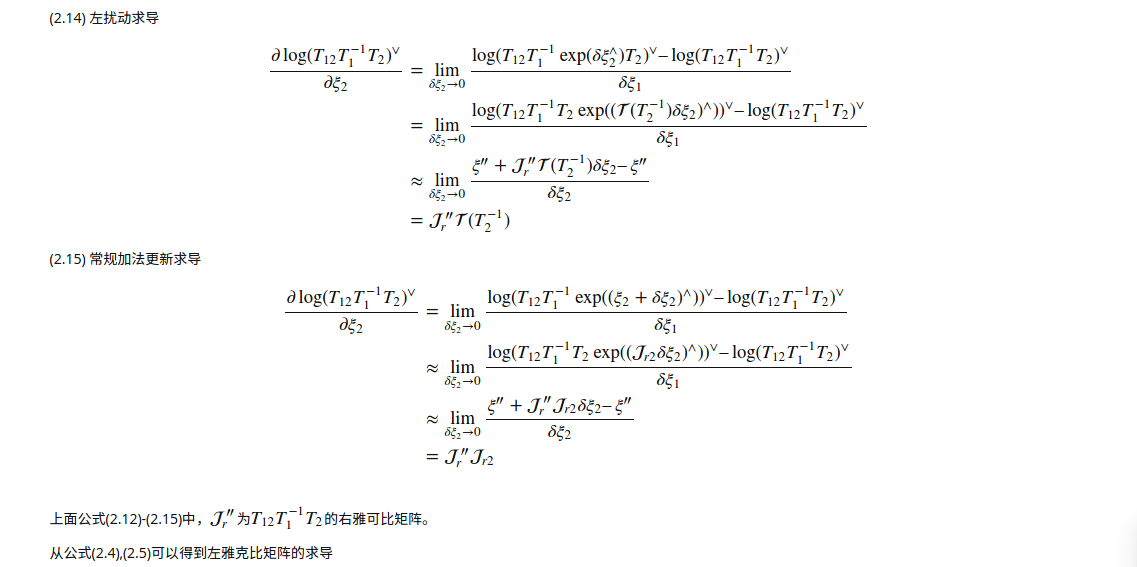 (2.14) 左扰动求导
∂ log(T₁₂T₁⁻¹T₂)^∨ / ∂ξ₂ = lim_{δξ₂→0} (log(T₁₂T₁⁻¹ exp(δξ₂^∧)T₂)^∨ – log(T₁₂T₁⁻¹T₂)^∨) / δξ₁
= lim_{δξ₂→0} (log(T₁₂T₁⁻¹T₂ exp((𝒯(T₂⁻¹)δξ₂)^∧))^∨ – log(T₁₂T₁⁻¹T₂)^∨) / δξ₁
≈ lim_{δξ₂→0} (ξ″ + 𝒥ᵣ″𝒯(T₂⁻¹)δξ₂ – ξ″) / δξ₂
= 𝒥ᵣ″𝒯(T₂⁻¹)
(2.15) 常规加法更新求导
∂ log(T₁₂T₁⁻¹T₂)^∨ / ∂ξ₂ = lim_{δξ₂→0} (log(T₁₂T₁⁻¹ exp((ξ₂ + δξ₂)^∧))^∨ – log(T₁₂T₁⁻¹T₂)^∨) / δξ₁
≈ lim_{δξ₂→0} (log(T₁₂T₁⁻¹T₂ exp((𝒥ᵣ₂δξ₂)^∧))^∨ – log(T₁₂T₁⁻¹T₂)^∨) / δξ₁
≈ lim_{δξ₂→0} (ξ″ + 𝒥ᵣ″𝒥ᵣ₂δξ₂ – ξ″) / δξ₂
= 𝒥ᵣ″𝒥ᵣ₂
上面公式(2.12)-(2.15)中，𝒥ᵣ″为T₁₂T₁⁻¹T₂的右雅可比矩阵。
从公式(2.4),(2.5)可以得到左雅克比矩阵的求导